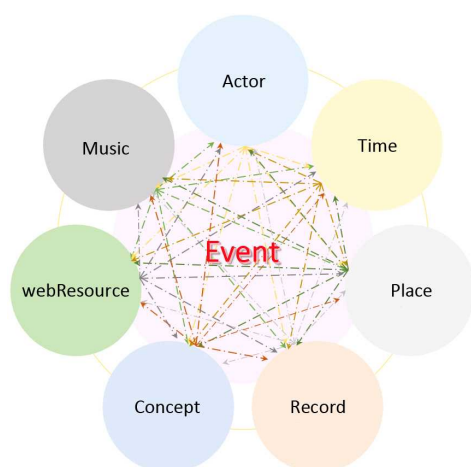 Actor
Music
Time
Event
webResource
Place
Concept
Record